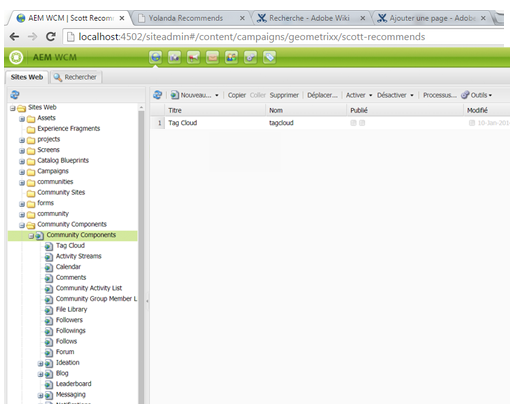 AEM WCM | Scott Recomm
Yolanda Recommends
Recherche - Adobe Wiki
Ajouter une page - Adobe
localhost:4502/siteadmin#/content/campaigns/geometrixx/scott-recommends
AEM WCM
Sites Web
Rechercher
Nouveau... Copier Coller Supprimer Déplacer... Activer Désactiver Processus... Outils
Titre Nom Publié Modifié
1 Tag Cloud tagcloud 10-Jan-201
Sites Web
Assets
Experience Fragments
projects
Screens
Catalog Blueprints
Campaigns
communities
Community Sites
forms
community
Community Components
Community Components
Tag Cloud
Activity Streams
Calendar
Comments
Community Activity List
Community Group Member L
File Library
Followers
Followings
Follows
Forum
Ideation
Blog
Leaderboard
Messaging
Notifications